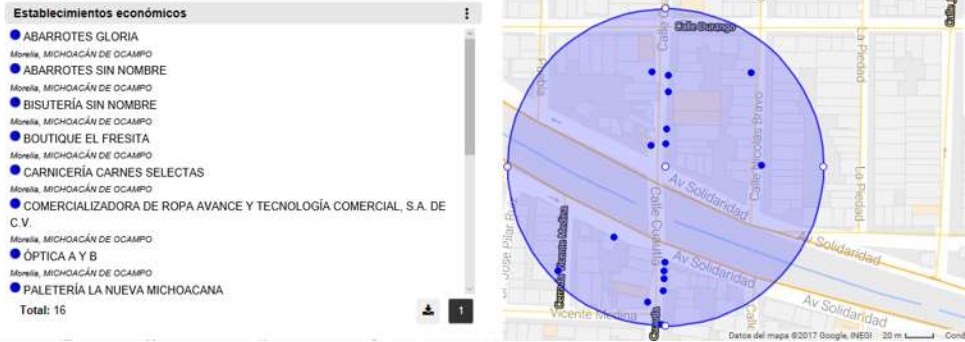 Establecimientos económicos
ABARROTES GLORIA
Morelia, MICHOACÁN DE OCAMPO
ABARROTES SIN NOMBRE
Morelia, MICHOACÁN DE OCAMPO
BISUTERÍA SIN NOMBRE
Morelia, MICHOACÁN DE OCAMPO
BOUTIQUE EL FRESITA
Morelia, MICHOACÁN DE OCAMPO
CARNICERÍA CARNES SELECTAS
Morelia, MICHOACÁN DE OCAMPO
COMERCIALIZADORA DE ROPA AVANCE Y TECNOLOGÍA COMERCIAL, S.A. DE
C.V.
Morelia, MICHOACÁN DE OCAMPO
ÓPTICA A Y B
Morelia, MICHOACÁN DE OCAMPO
PALETERÍA LA NUEVA MICHOACANA
Total: 16
1
Calle Durango
La Piedad
Puebla
Calle Nicolas Bravo
La Piedad
Av Solidaridad
Calle Cuautla
Av Solidaridad
Av Solidaridad
Av Solidaridad
Vicente Medina
Cuautla
Datos del mapa ©2017 Google, INEGI
20 m
Cond